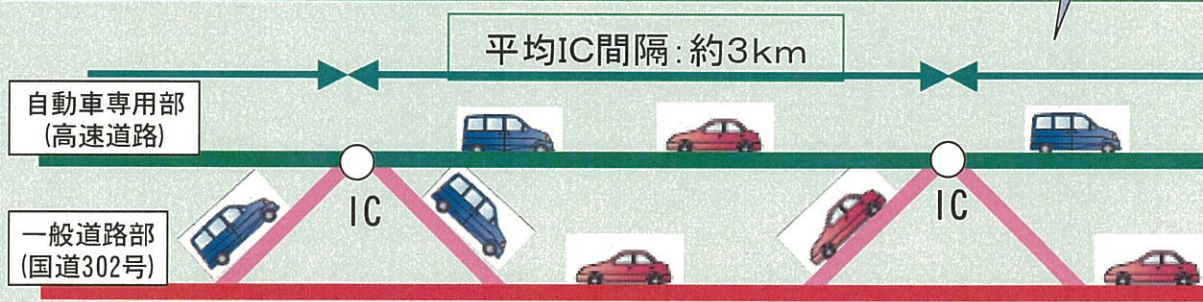 平均IC間隔:約3km
自動車専用部
(高速道路)
IC
IC
一般道路部
(国道302号)